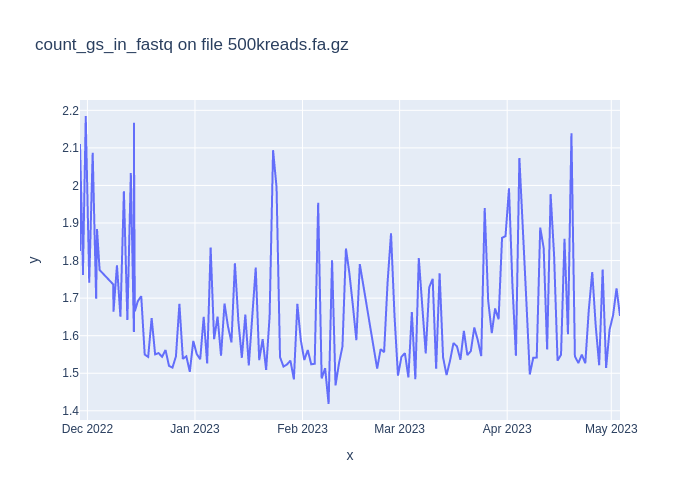 count_gs_in_fastq on file 500kreads.fa.gz
2.2
2.1
2
1.9
1.8
1.7
1.6
1.5
1.4
y
Dec 2022 Jan 2023 Feb 2023 Mar 2023 Apr 2023 May 2023
x